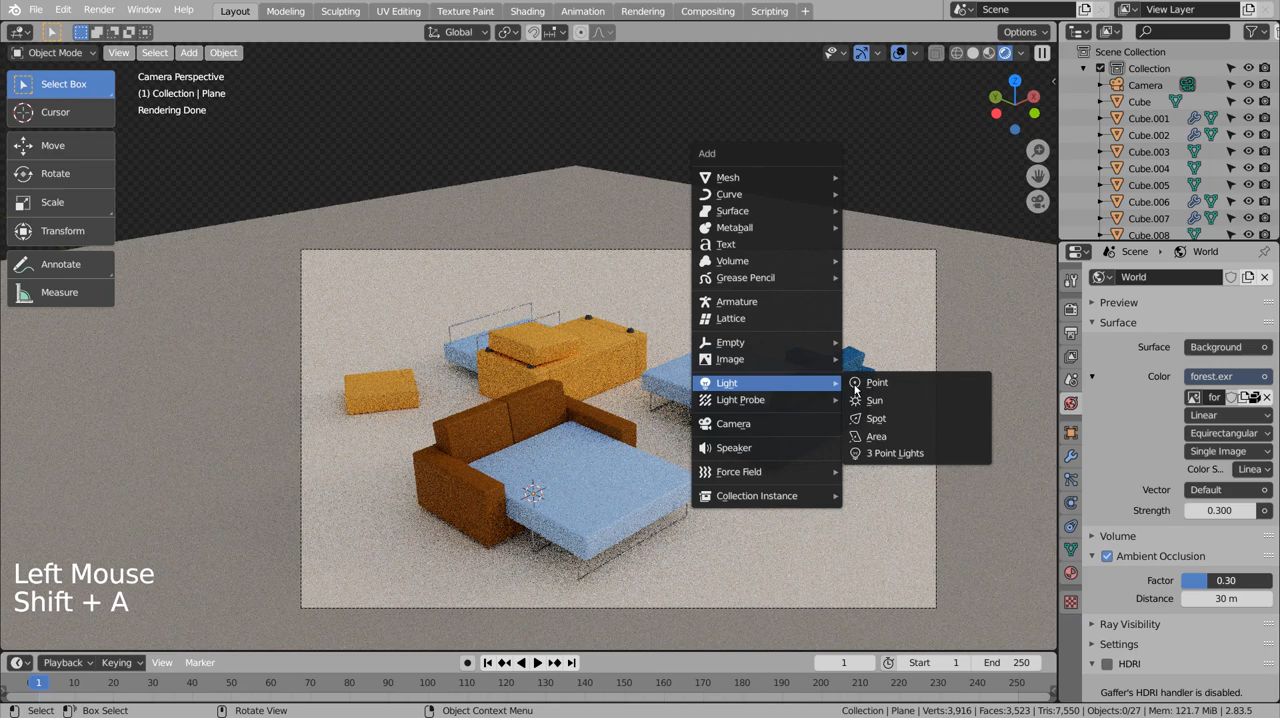 File Edit Render Window Help Layout Modeling Sculpting UV Editing Texture Paint Shading Animation Rendering Compositing Scripting + Scene View Layer
Global Options
Object Mode View Select Add Object
Scene Collection
Collection
Camera
Cube
Cube.001
Cube.002
Cube.003
Cube.004
Cube.005
Cube.006
Cube.007
Cube.008
Select Box
Cursor
Move
Rotate
Scale
Transform
Annotate
Measure
Camera Perspective
(1) Collection | Plane
Rendering Done
Z
Y
X
Add
Mesh
Curve
Surface
Metaball
Text
Volume
Grease Pencil
Armature
Lattice
Empty
Image
Light
Light Probe
Camera
Speaker
Force Field
Collection Instance
Point
Sun
Spot
Area
3 Point Lights
Left Mouse
Shift + A
Scene World
World
Preview
Surface
Surface Background
Color forest.exr
for
Linear
Equirectangular
Single Image
Color S... Linea
Vector Default
Strength 0.300
Volume
Ambient Occlusion
Factor 0.30
Distance 30 m
Ray Visibility
Settings
HDRI
Gaffer's HDRI handler is disabled.
Playback Keying View Marker 1 Start 1 End 250
1 10 20 30 40 50 60 70 80 90 100 110 120 130 140 150 160 170 180 190 200 210 220 230 240 250
Select Box Select Rotate View Object Context Menu Collection | Plane | Verts:3,916 | Faces:3,523 | Tris:7,550 | Objects:0/27 | Mem: 121.7 MiB | 2.83.5